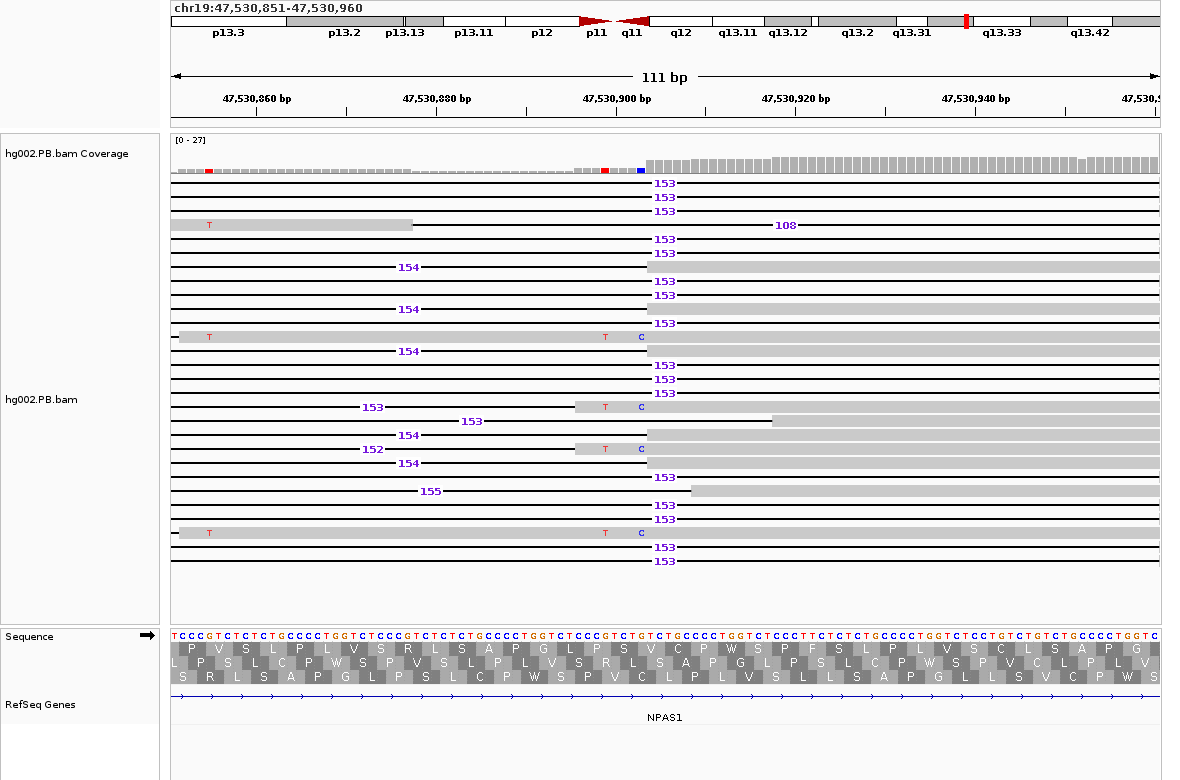 chr19:47,530,851-47,530,960
p13.3 p13.2 p13.13 p13.11 p12 p11 q11 q12 q13.11 q13.12 q13.2 q13.31 q13.33 q13.42
111 bp
47,530,860 bp 47,530,880 bp 47,530,900 bp 47,530,920 bp 47,530,940 bp 47,530,9
[0 - 27]
hg002.PB.bam Coverage
153
153
153
T 108
153
153
154
153
153
154
153
T T C
154
153
153
153
hg002.PB.bam
153 T C
153
154
152 T C
154
153
155
153
153
T T C
153
153
Sequence
TCCCGTCTCTCTGCCCCTGGTCTCCCGTCTCTCTGCCCCTGGTCTCCCGTCTGTCTGCCCCTGGTCTCCCTTCTCTCTGCCCCTGGTCTCCTGTCTGTCTGCCCCTGGTC
P V S L P L V S R L S A P G L P S V C P W S P F S L P L V S C L S A P G
L P S L C P W S P V S L P L V S R L S A P G L P S L C P W S P V C L P L V
S R L S A P G L P S L C P W S P V C L P L V S L L S A P G L L S V C P W S
RefSeq Genes
NPAS1